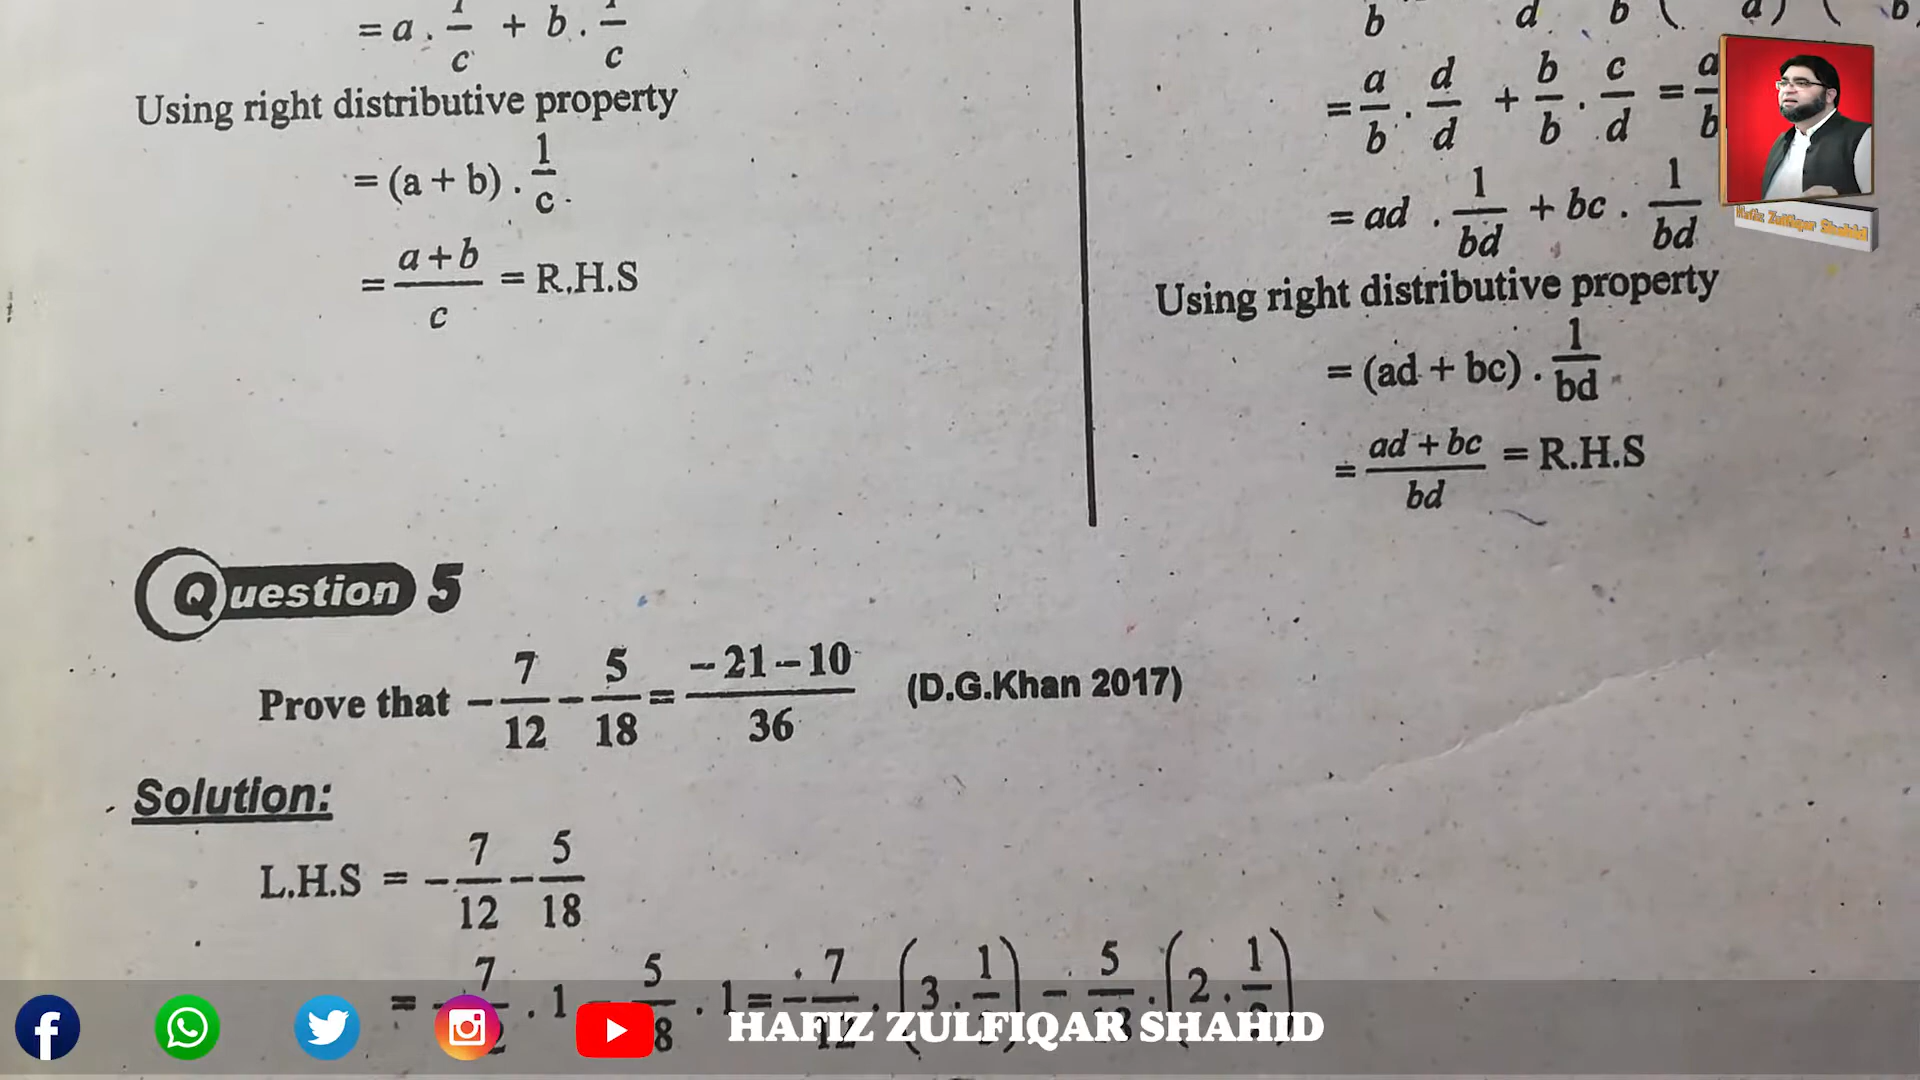 = a . 1/c + b . 1/c
Using right distributive property
= (a + b) . 1/c
= a + b / c = R.H.S
= a/b . d/d + b/b . c/d = a/b
= ad . 1/bd + bc . 1/bd
Using right distributive property
= (ad + bc) . 1/bd
= ad + bc / bd = R.H.S
Question 5
Prove that - 7/12 - 5/18 = -21-10/36 (D.G.Khan 2017)
Solution:
L.H.S = - 7/12 - 5/18
Hafiz Zulfiqar Shahid
HAFIZ ZULFIQAR SHAHID